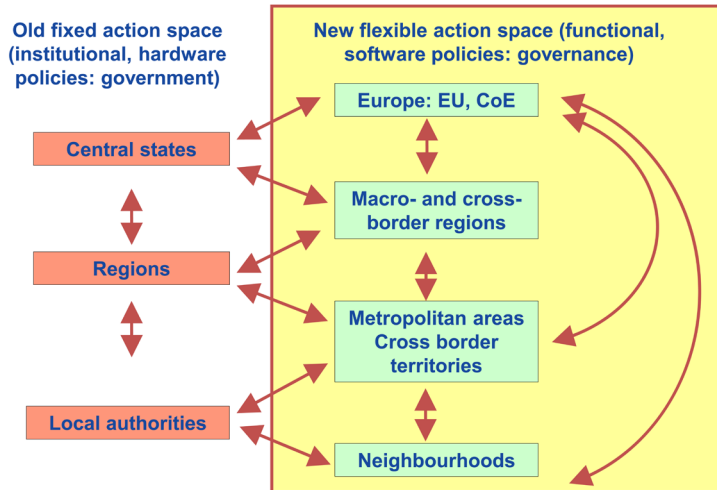 Old fixed action space
(institutional, hardware
policies: government)
New flexible action space (functional,
software policies: governance)
Europe: EU, CoE
Central states
Macro- and cross-
border regions
Regions
Metropolitan areas
Cross border
territories
Local authorities
Neighbourhoods